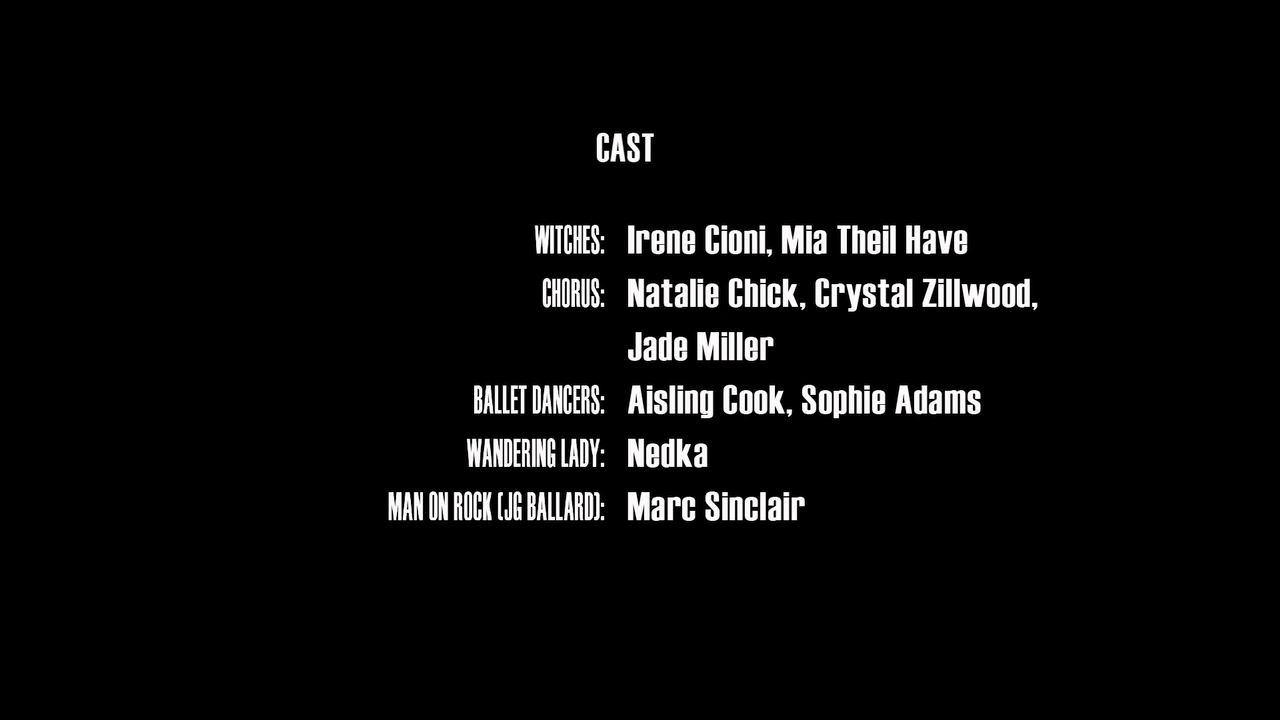 CAST
WITCHES: Irene Cioni, Mia Theil Have
CHORUS: Natalie Chick, Crystal Zillwood,
Jade Miller
BALLET DANCERS: Aisling Cook, Sophie Adams
WANDERING LADY: Nedka
MAN ON ROCK (JG BALLARD): Marc Sinclair